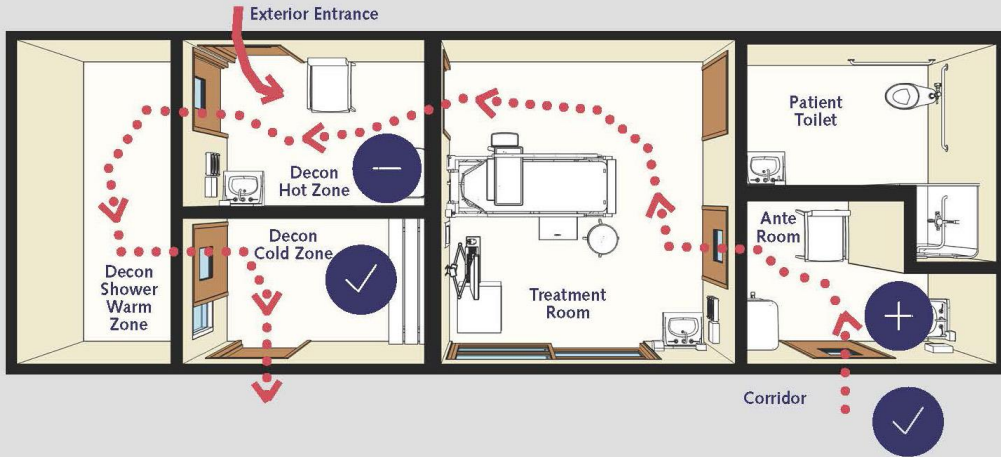 Exterior Entrance
Patient
Toilet
Decon
Hot Zone
Ante
Room
Decon
Cold Zone
Decon
Shower
Warm
Zone
Treatment
Room
Corridor